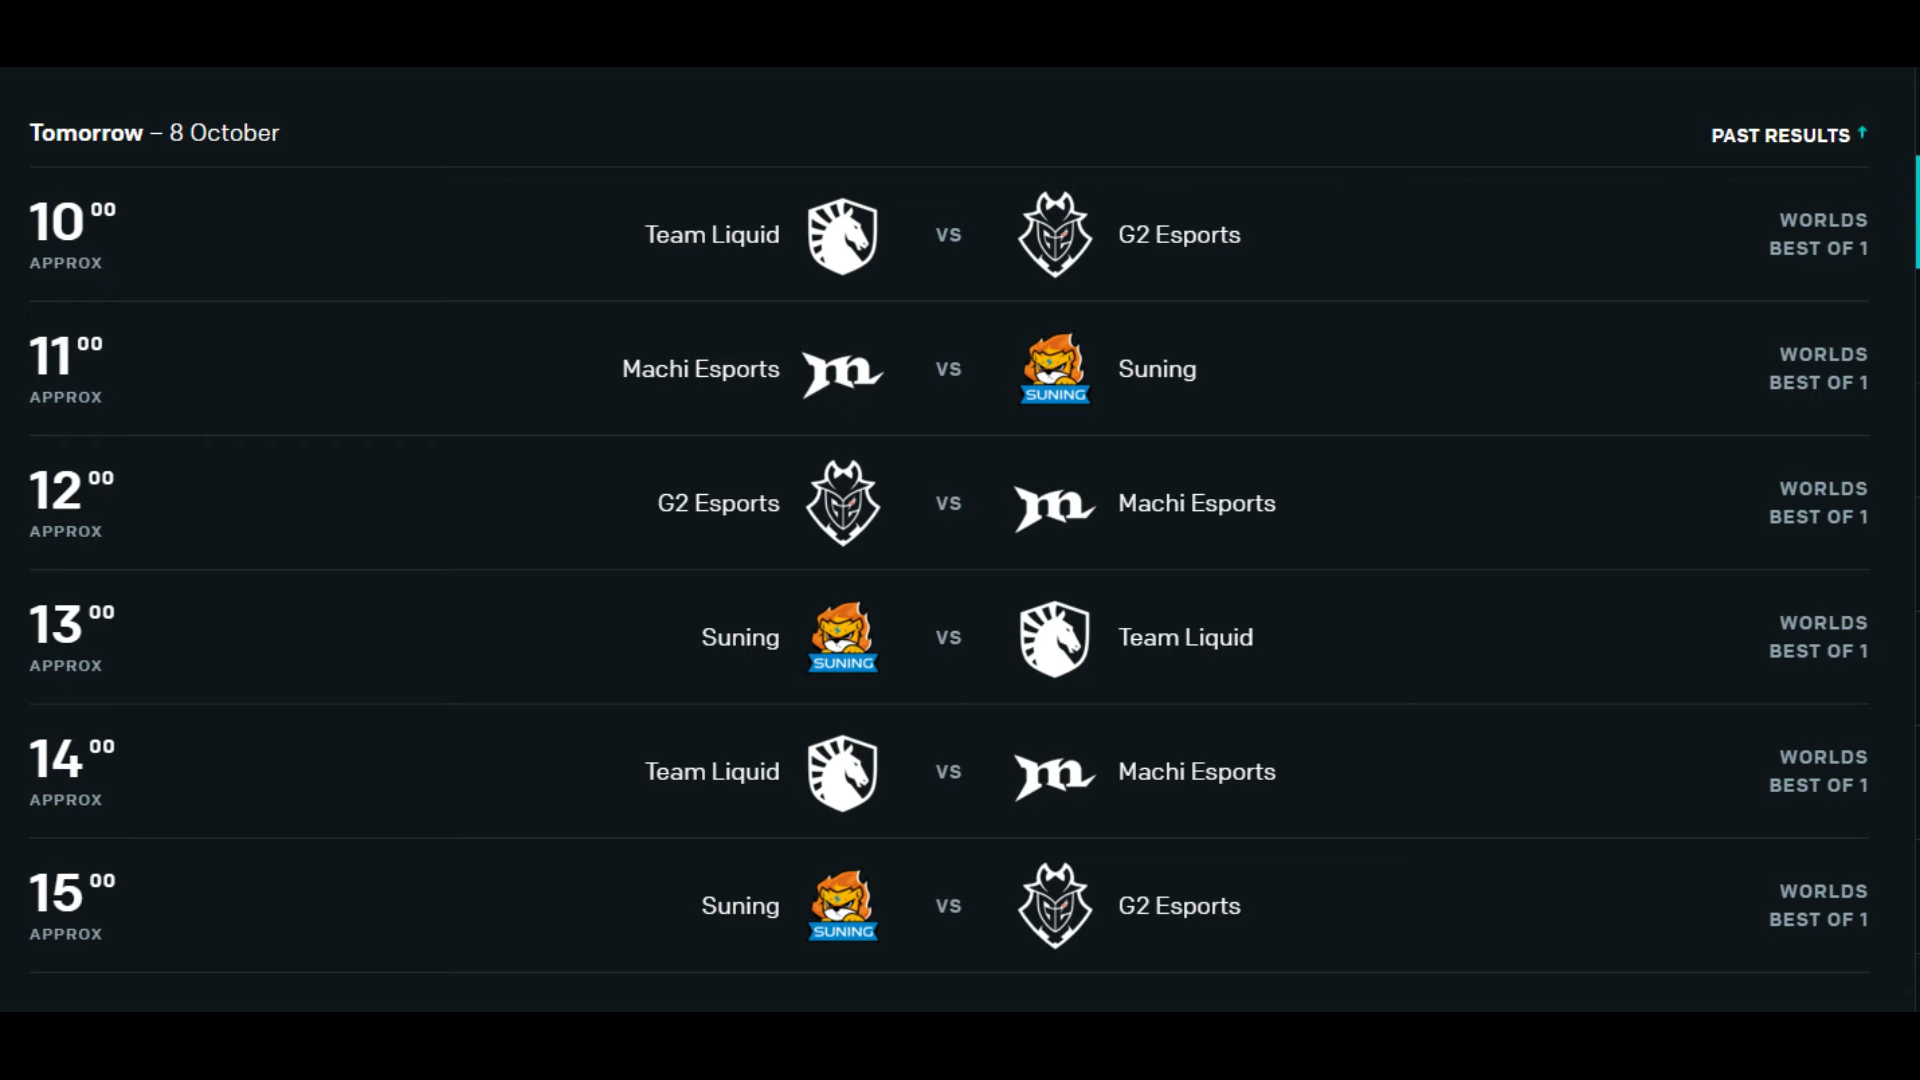 Tomorrow – 8 October
PAST RESULTS ↑
10 00
APPROX
Team Liquid VS G2 Esports
WORLDS
BEST OF 1
11 00
APPROX
Machi Esports m VS SUNING Suning
WORLDS
BEST OF 1
12 00
APPROX
G2 Esports VS m Machi Esports
WORLDS
BEST OF 1
13 00
APPROX
Suning SUNING VS Team Liquid
WORLDS
BEST OF 1
14 00
APPROX
Team Liquid VS m Machi Esports
WORLDS
BEST OF 1
15 00
APPROX
Suning SUNING VS G2 Esports
WORLDS
BEST OF 1